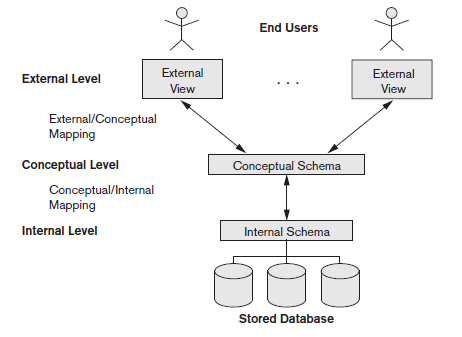 End Users
External Level
External
View
. . .
External
View
External/Conceptual
Mapping
Conceptual Level
Conceptual Schema
Conceptual/Internal
Mapping
Internal Level
Internal Schema
Stored Database